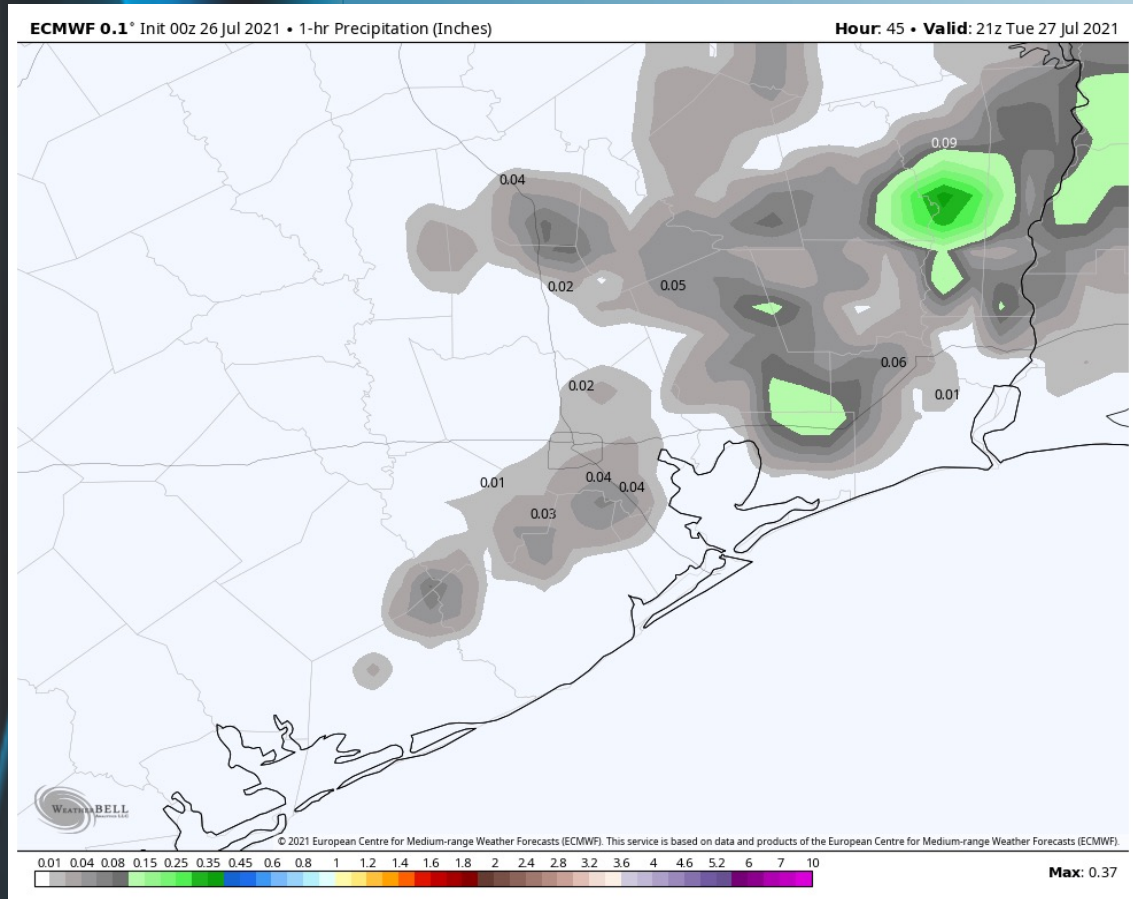 ECMWF 0.1° Init 00z 26 Jul 2021 • 1-hr Precipitation (Inches) Hour: 45 • Valid: 21z Tue 27 Jul 2021
0.09
0.04
0.02 0.05
0.06
0.02 0.01
0.01 0.04 0.04
0.03
WEATHERBELL
© 2021 European Centre for Medium-range Weather Forecasts (ECMWF). This service is based on data and products of the European Centre for Medium-range Weather Forecasts (ECMWF).
0.01 0.04 0.08 0.15 0.25 0.35 0.45 0.6 0.8 1 1.2 1.4 1.6 1.8 2 2.4 2.8 3.2 3.6 4 4.6 5.2 6 7 10
Max: 0.37